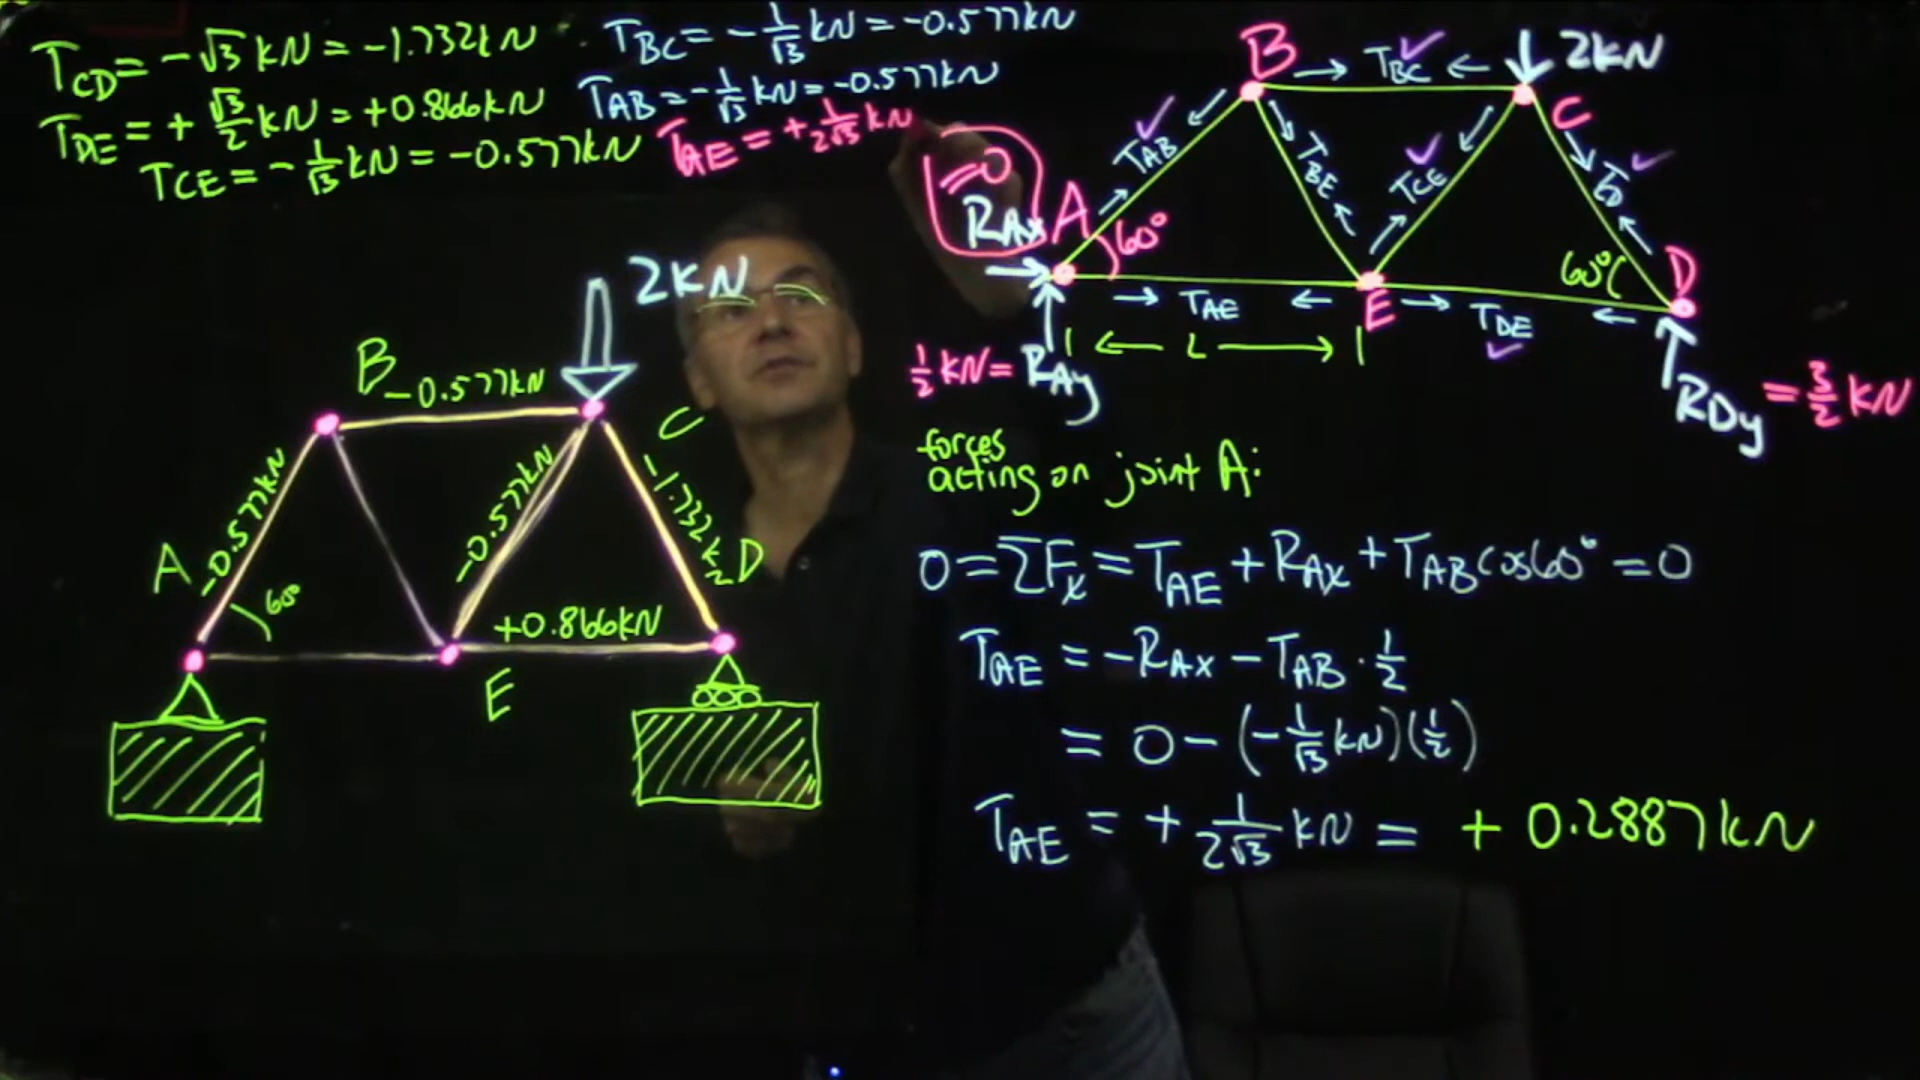 T_CD = -√3 kN = -1.732kN
T_DE = + √3/2 kN = +0.866kN
T_CE = - 1/√3 kN = -0.577kN
T_BC = - 1/√3 kN = -0.577kN
T_AB = - 1/√3 kN = -0.577kN
T_AE = + 1/2√3 kN
B
T_BC
2KN
C
T_AB
T_BE
T_CE
=0
R_Ax
A
60°
60°
D
T_AE
E
T_DE
L
1/2 KN = R_Ay
R_Dy = 3/2 KN
2KN
B
-0.577kN
C
-0.577kN
-0.577kN
-1.732k
A
60°
D
+0.866kN
E
forces
acting on joint A:
0 = ΣF_x = T_AE + R_Ax + T_AB cos60° = 0
T_AE = -R_Ax - T_AB · 1/2
= 0 - (- 1/√3 kN)(1/2)
T_AE = + 1/2√3 kN = + 0.2887kN